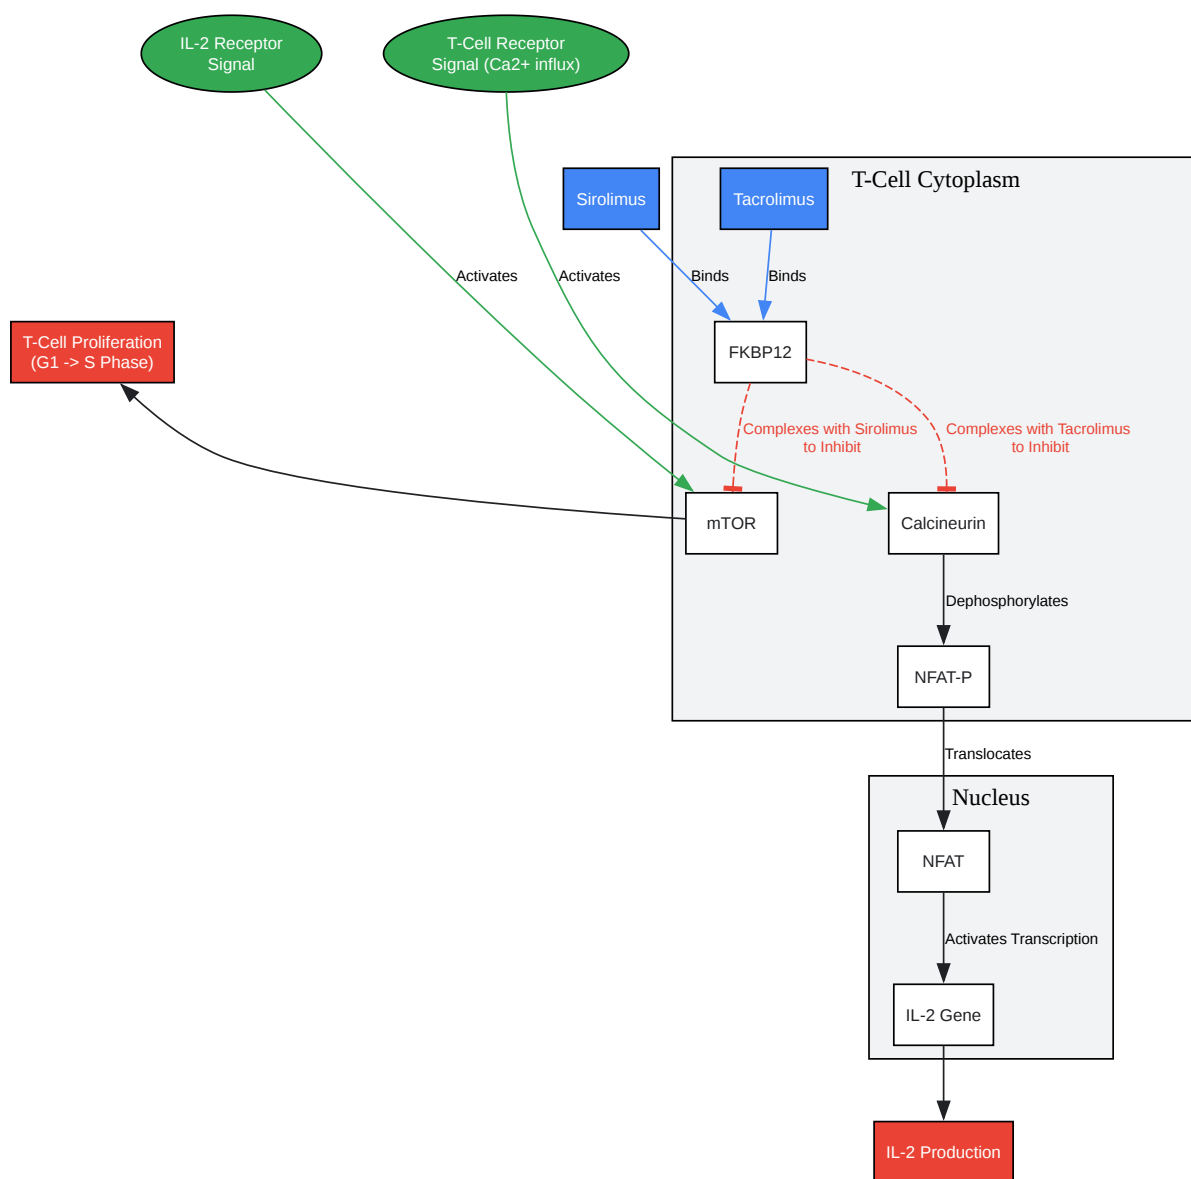 IL-2 Receptor
Signal
T-Cell Receptor
Signal (Ca2+ influx)
T-Cell Cytoplasm
Sirolimus
Tacrolimus
Activates
Activates
Binds
Binds
T-Cell Proliferation
(G1 -> S Phase)
FKBP12
Complexes with Sirolimus
to Inhibit
Complexes with Tacrolimus
to Inhibit
mTOR
Calcineurin
Dephosphorylates
NFAT-P
Translocates
Nucleus
NFAT
Activates Transcription
IL-2 Gene
IL-2 Production